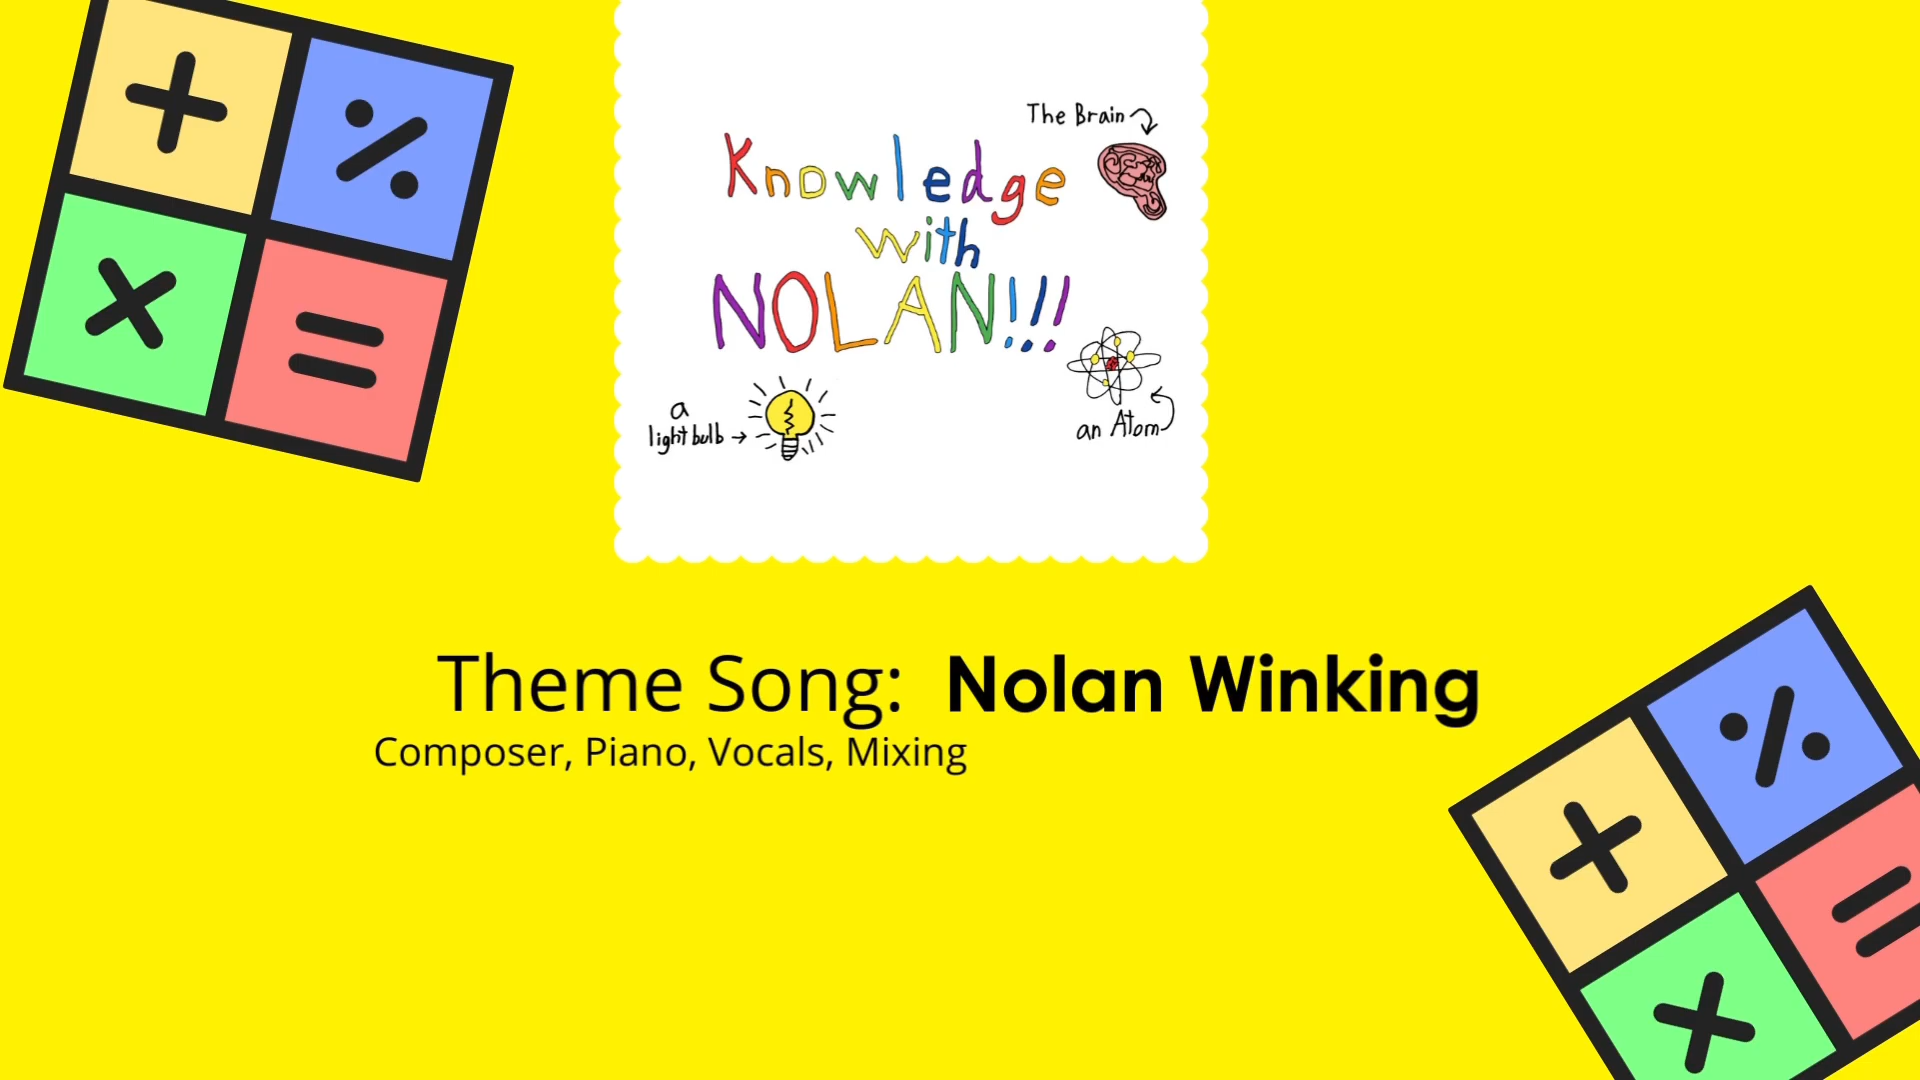 The Brain
Knowledge
with
NOLAN!!!
a
light bulb
an Atom
Theme Song: Nolan Winking
Composer, Piano, Vocals, Mixing